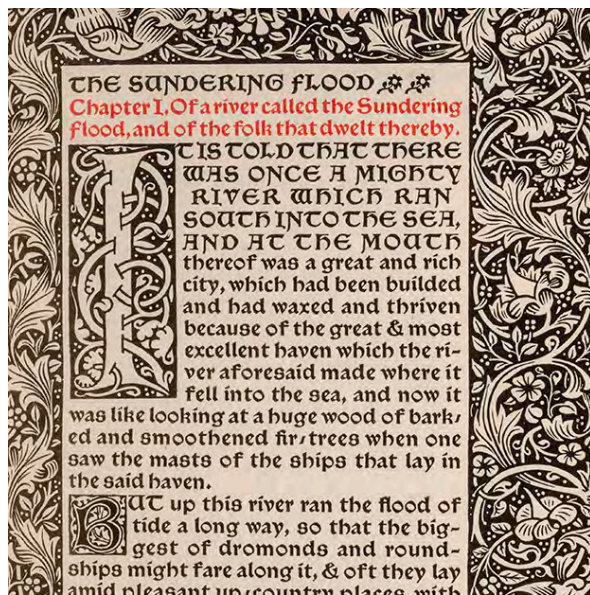 THE SUNDERING FLOOD
Chapter I. Of a river called the Sundering
Flood, and of the folk that dwelt thereby.
IT IS TOLD THAT THERE
WAS ONCE A MIGHTY
RIVER WHICH RAN
SOUTH INTO THE SEA,
AND AT THE MOUTH
thereof was a great and rich
city, which had been builded
and had waxed and thriven
because of the great & most
excellent haven which the ri-
ver aforesaid made where it
fell into the sea, and now it
was like looking at a huge wood of bark-
ed and smoothened fir-trees when one
saw the masts of the ships that lay in
the said haven.
BUT up this river ran the flood of
tide a long way, so that the big-
gest of dromonds and round-
ships might fare along it, & oft they lay
amid pleasant up-country places, with